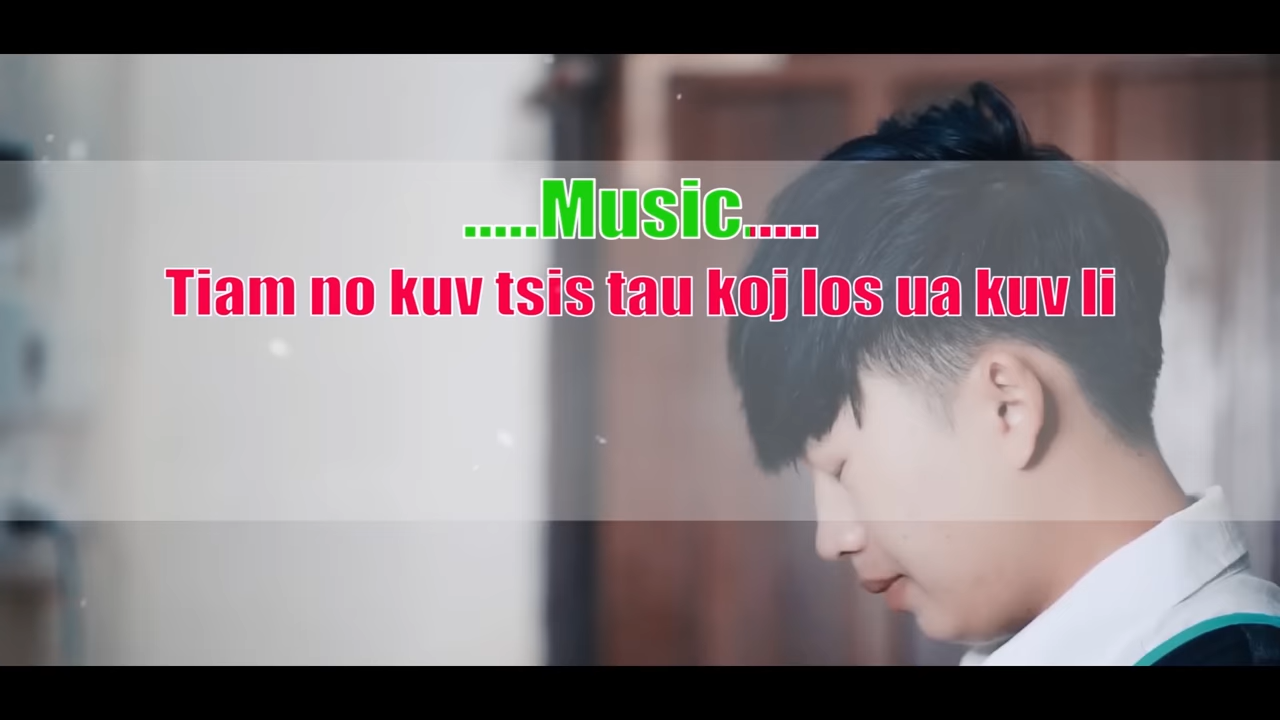 .....Music.....
Tiam no kuv tsis tau koj los ua kuv li